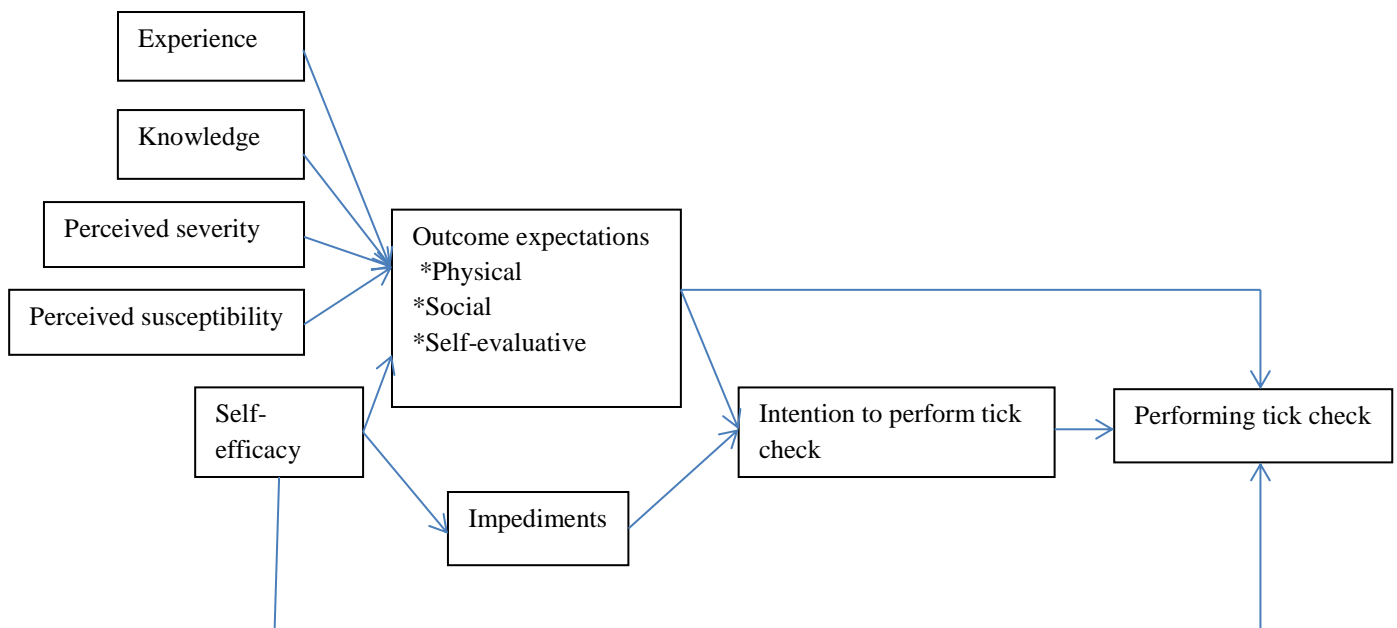 Experience
Knowledge
Perceived severity
Perceived susceptibility
Outcome expectations
*Physical
*Social
*Self-evaluative
Self-
efficacy
Impediments
Intention to perform tick
check
Performing tick check